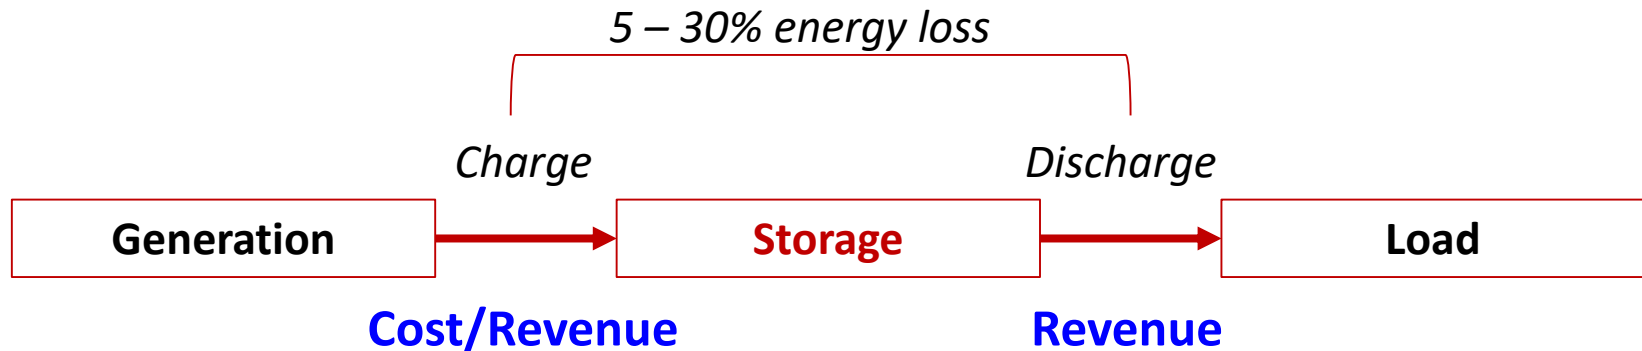 5 – 30% energy loss
Charge
Discharge
Generation
Storage
Load
Cost/Revenue
Revenue